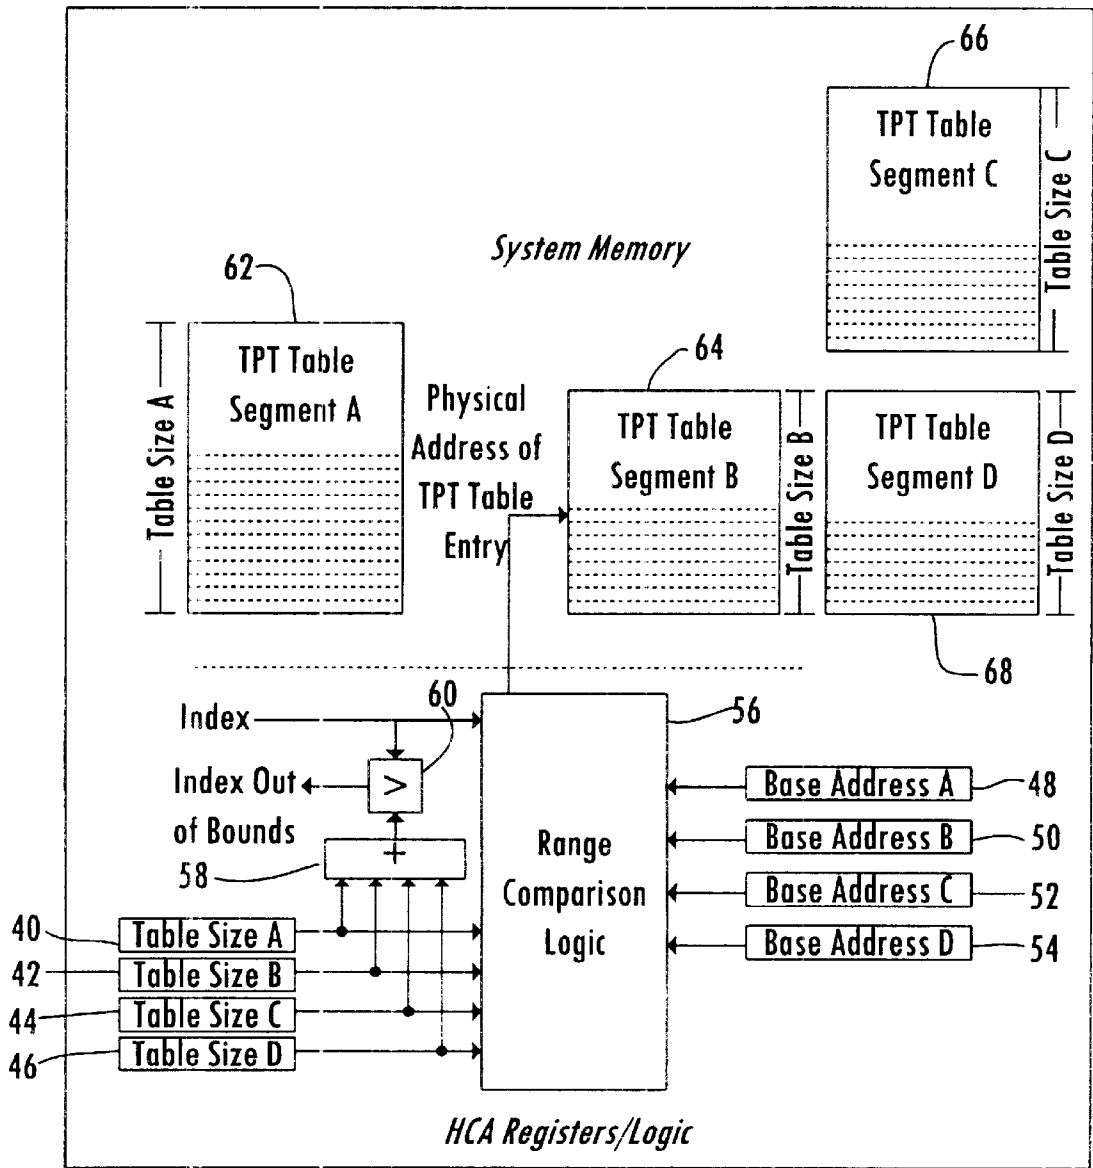 66
TPT Table
Segment C
Table Size C
System Memory
62
TPT Table
Segment A
Table Size A
Physical
Address of
TPT Table
Entry
64
TPT Table
Segment B
Table Size B
TPT Table
Segment D
Table Size D
68
60
56
Index
>
Index Out
of Bounds
+
58
Range
Comparison
Logic
Base Address A
48
Base Address B
50
Base Address C
52
Base Address D
54
40
Table Size A
42
Table Size B
44
Table Size C
46
Table Size D
HCA Registers/Logic